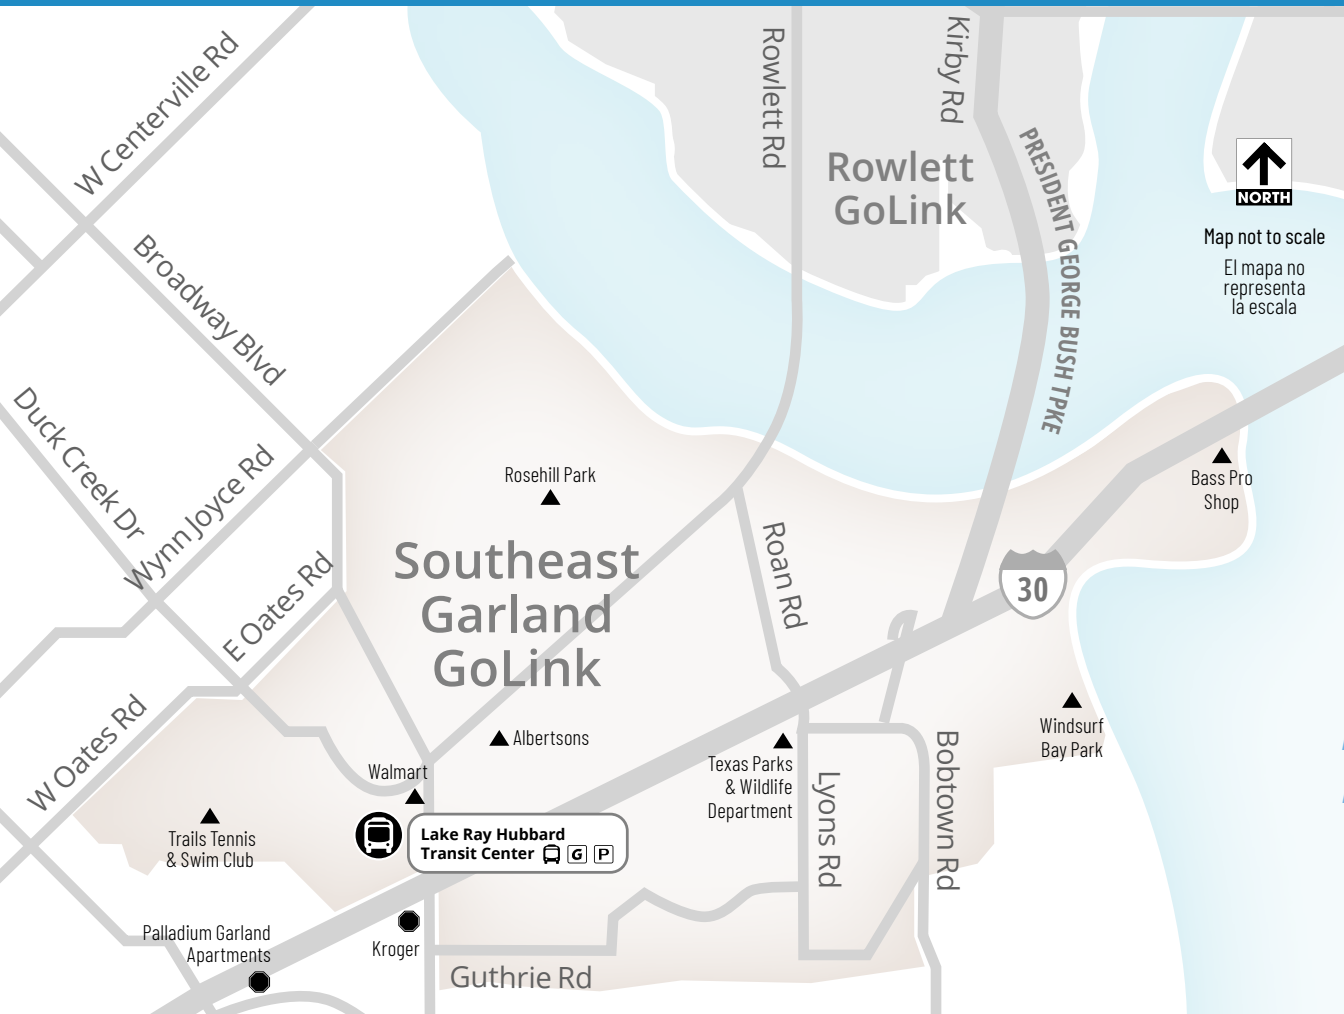 W Centerville Rd
Rowlett Rd
Kirby Rd
PRESIDENT GEORGE BUSH TPKE
Rowlett
GoLink
NORTH
Map not to scale
El mapa no
representa
la escala
Broadway Blvd
Duck Creek Dr
Wynn Joyce Rd
E Oates Rd
W Oates Rd
Rosehill Park
Southeast
Garland
GoLink
Roan Rd
30
Bass Pro
Shop
Albertsons
Walmart
Windsurf
Bay Park
Texas Parks
& Wildlife
Department
Lyons Rd
Bobtown Rd
Trails Tennis
& Swim Club
Lake Ray Hubbard
Transit Center G P
Palladium Garland
Apartments
Kroger
Guthrie Rd